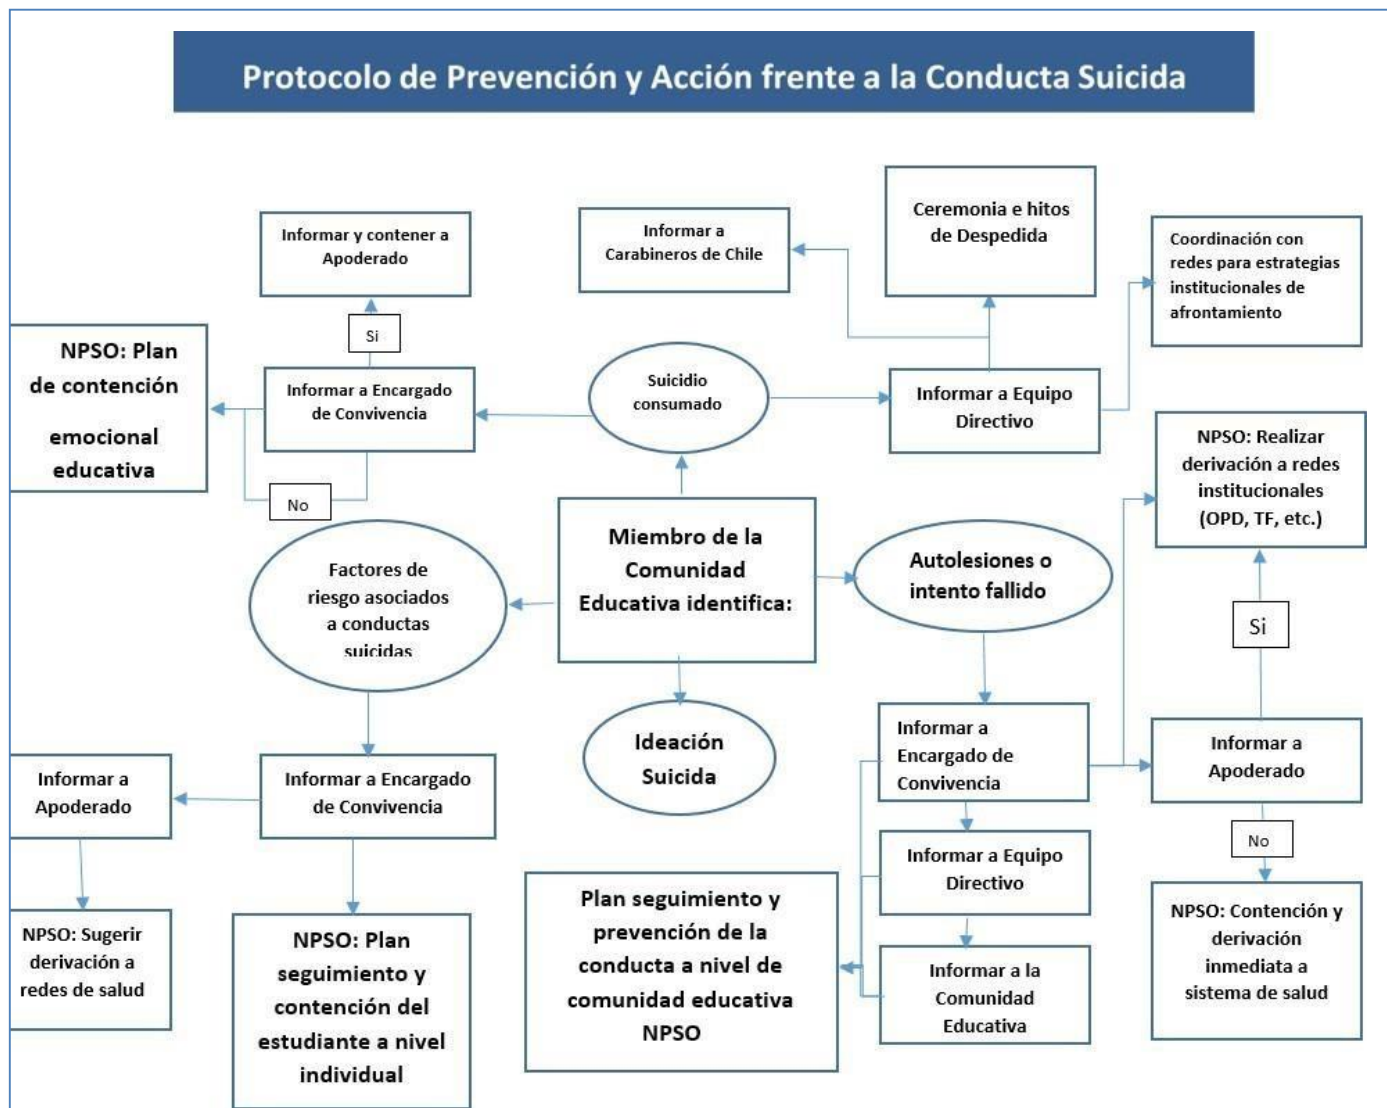 Protocolo de Prevención y Acción frente a la Conducta Suicida
Informar y contener a
Apoderado
Informar a
Carabineros de Chile
Ceremonia e hitos
de Despedida
Coordinación con
redes para estrategias
institucionales de
afrontamiento
Si
NPSO: Plan
de contención
emocional
educativa
Informar a Encargado
de Convivencia
Suicidio
consumado
Informar a Equipo
Directivo
No
NPSO: Realizar
derivación a redes
institucionales
(OPD, TF, etc.)
Factores de
riesgo asociados
a conductas
suicidas
Miembro de la
Comunidad
Educativa identifica:
Autolesiones o
intento fallido
Si
Ideación
Suicida
Informar a
Encargado de
Convivencia
Informar a
Apoderado
Informar a
Apoderado
Informar a Encargado
de Convivencia
No
Informar a Equipo
Directivo
Plan seguimiento y
prevención de la
conducta a nivel de
comunidad educativa
NPSO
NPSO: Contención y
derivación
inmediata a
sistema de salud
NPSO: Sugerir
derivación a
redes de salud
NPSO: Plan
seguimiento y
contención del
estudiante a nivel
individual
Informar a la
Comunidad
Educativa